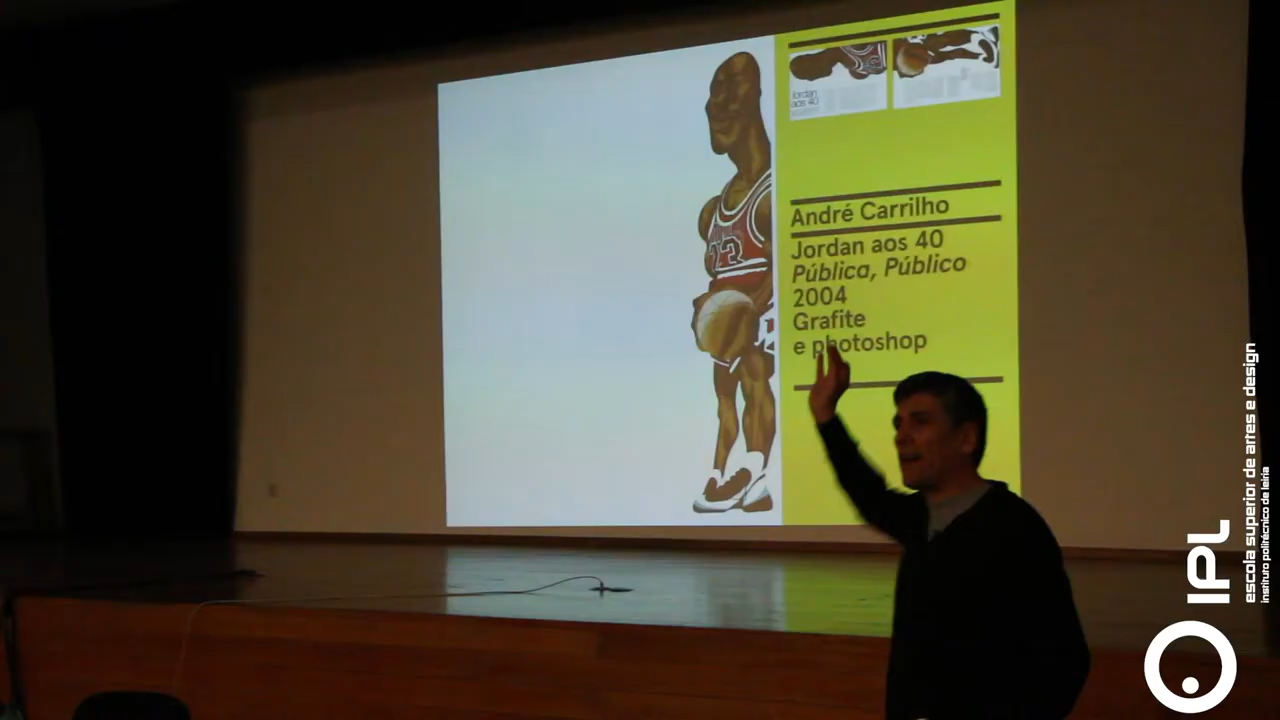 Jordan
aos 40
23
André Carrilho
Jordan aos 40
Pública, Público
2004
Grafite
e photoshop
IPL
escola superior de artes e design
instituto politécnico de leiria